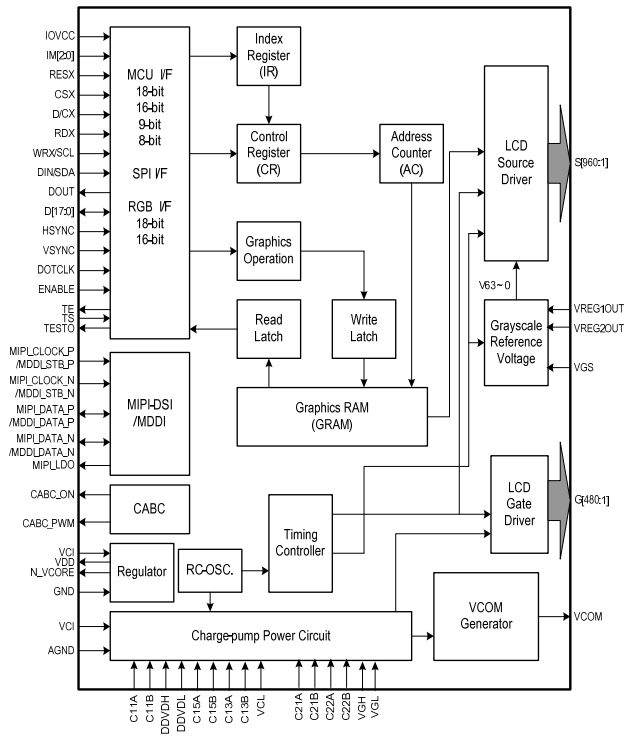 IOVCC
IM[2:0]
RESX
CSX
D/CX
RDX
WRX/SCL
DIN/SDA
DOUT
D[17:0]
HSYNC
VSYNC
DOTCLK
ENABLE
TE
TS
TESTO
MCU I/F
18-bit
16-bit
9-bit
8-bit
SPI I/F
RGB I/F
18-bit
16-bit
Index
Register
(IR)
Control
Register
(CR)
Address
Counter
(AC)
Graphics
Operation
Read
Latch
Write
Latch
Graphics RAM
(GRAM)
LCD
Source
Driver
S[960:1]
V63~0
Grayscale
Reference
Voltage
VREG1OUT
VREG2OUT
VGS
MIPI_CLOCK_P
/MDDI_STB_P
MIPI_CLOCK_N
/MDDI_STB_N
MIPI_DATA_P
/MDDI_DATA_P
MIPI_DATA_N
/MDDI_DATA_N
MIPI_LDO
MIPI-DSI
/MDDI
CABC_ON
CABC_PWM
CABC
LCD
Gate
Driver
G[480:1]
Timing
Controller
VCI
VDD
N_VCORE
GND
Regulator
RC-OSC.
VCI
AGND
Charge-pump Power Circuit
VCOM
Generator
VCOM
C11A
C11B
DDVDH
DDVDL
C15A
C15B
C13A
C13B
VCL
C21A
C21B
C22A
C22B
VGH
VGL